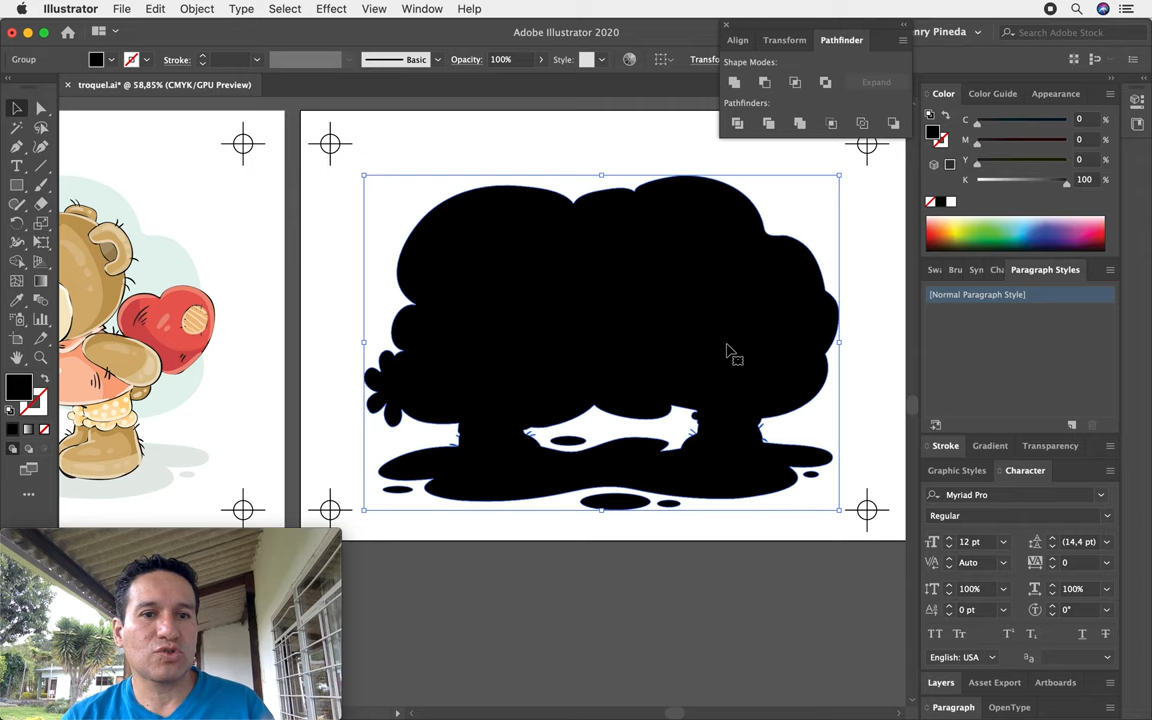 Illustrator File Edit Object Type Select Effect View Window Help
Adobe Illustrator 2020
nry Pineda
Search Adobe Stock
Group
Stroke:
Basic
Opacity: 100%
Style:
Transfo
troquel.ai* @ 58,85% (CMYK/GPU Preview)
Align Transform Pathfinder
Shape Modes:
Expand
Pathfinders:
Color Color Guide Appearance
C 0 %
M 0 %
Y 0 %
K 100 %
Swa Bru Syn Cha Paragraph Styles
[Normal Paragraph Style]
Stroke Gradient Transparency
Graphic Styles Character
Myriad Pro
Regular
12 pt (14,4 pt)
Auto 0
100% 100%
0 pt 0°
English: USA
Layers Asset Export Artboards
Paragraph OpenType